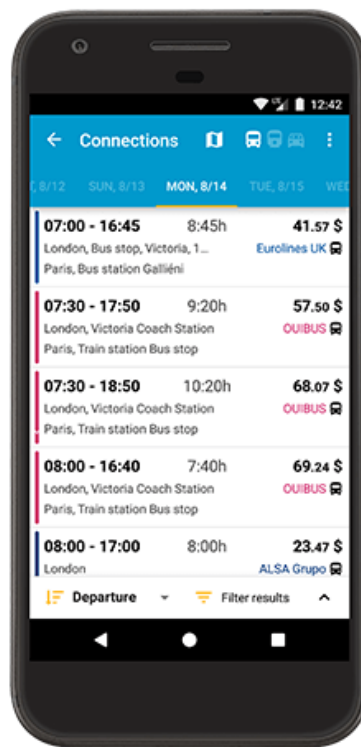 12:42
Connections
, 8/12 SUN, 8/13 MON, 8/14 TUE, 8/15 WED
07:00 - 16:45 8:45h 41.57 $
London, Bus stop, Victoria, 1... Eurolines UK
Paris, Bus station Galliéni
07:30 - 17:50 9:20h 57.50 $
London, Victoria Coach Station OUIBUS
Paris, Train station Bus stop
07:30 - 18:50 10:20h 68.07 $
London, Victoria Coach Station OUIBUS
Paris, Train station Bus stop
08:00 - 16:40 7:40h 69.24 $
London, Victoria Coach Station OUIBUS
Paris, Train station Bus stop
08:00 - 17:00 8:00h 23.47 $
London ALSA Grupo
Departure Filter results